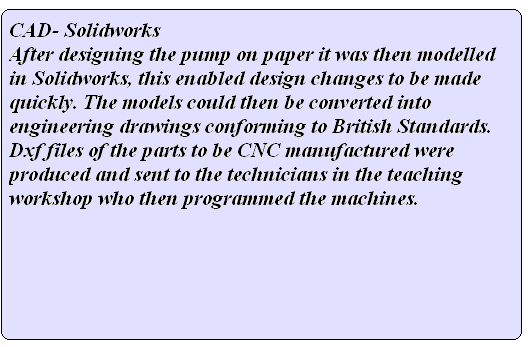 CAD- Solidworks
After designing the pump on paper it was then modelled
in Solidworks, this enabled design changes to be made
quickly. The models could then be converted into
engineering drawings conforming to British Standards.
Dxf files of the parts to be CNC manufactured were
produced and sent to the technicians in the teaching
workshop who then programmed the machines.